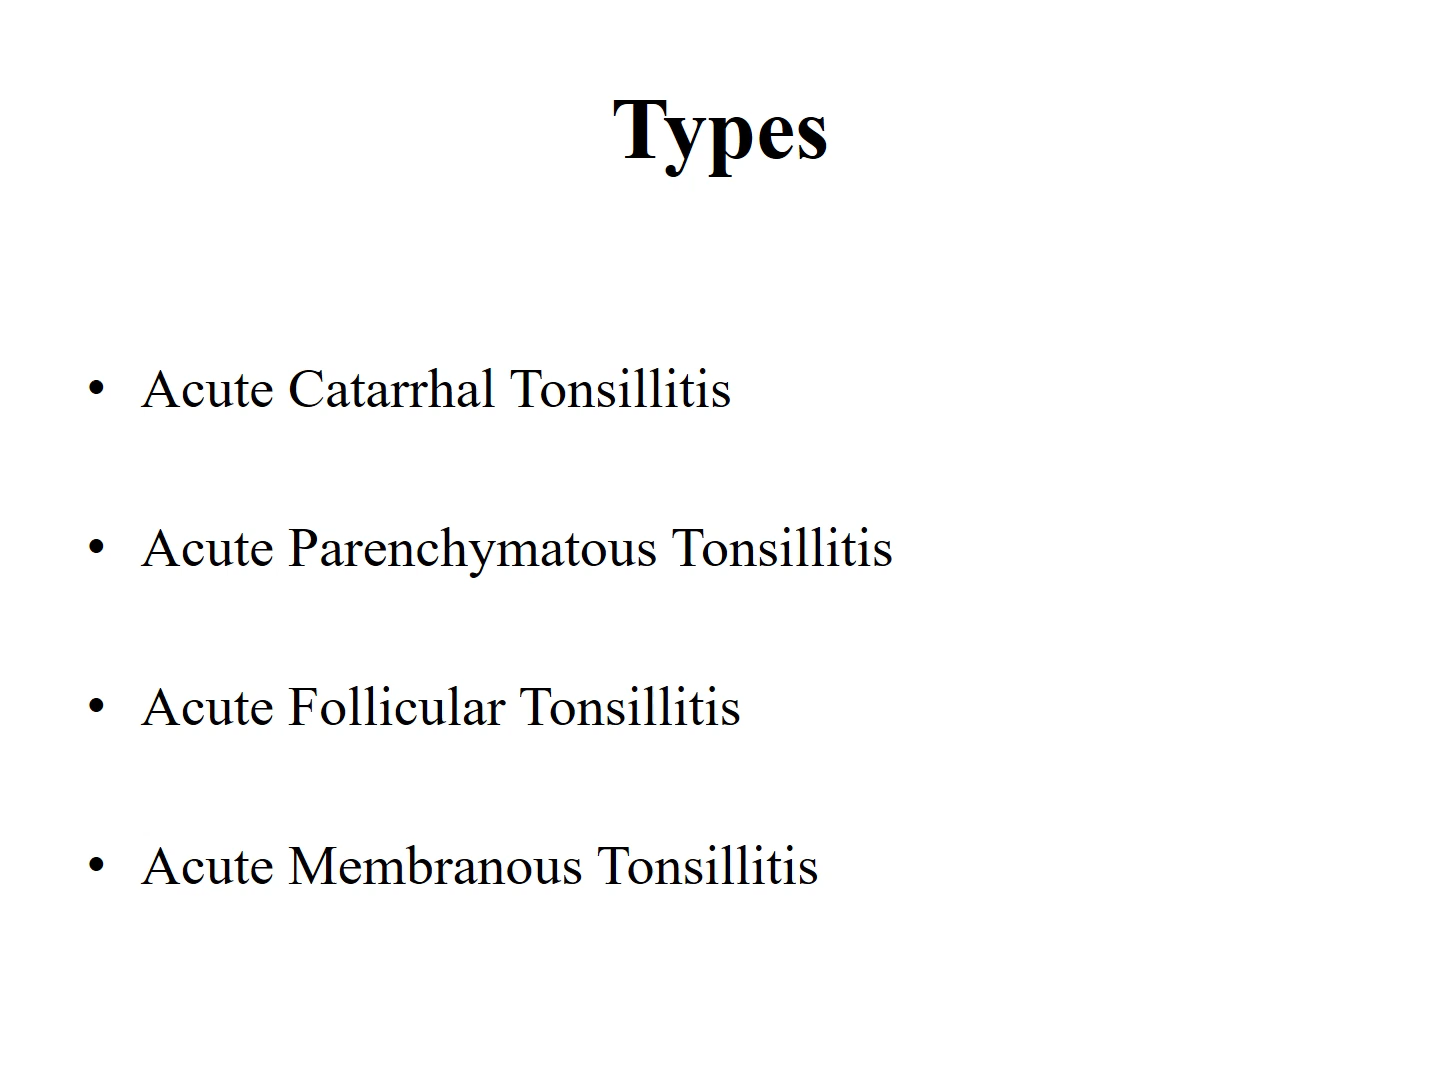 Types
• Acute Catarrhal Tonsillitis
• Acute Parenchymatous Tonsillitis
• Acute Follicular Tonsillitis
• Acute Membranous Tonsillitis